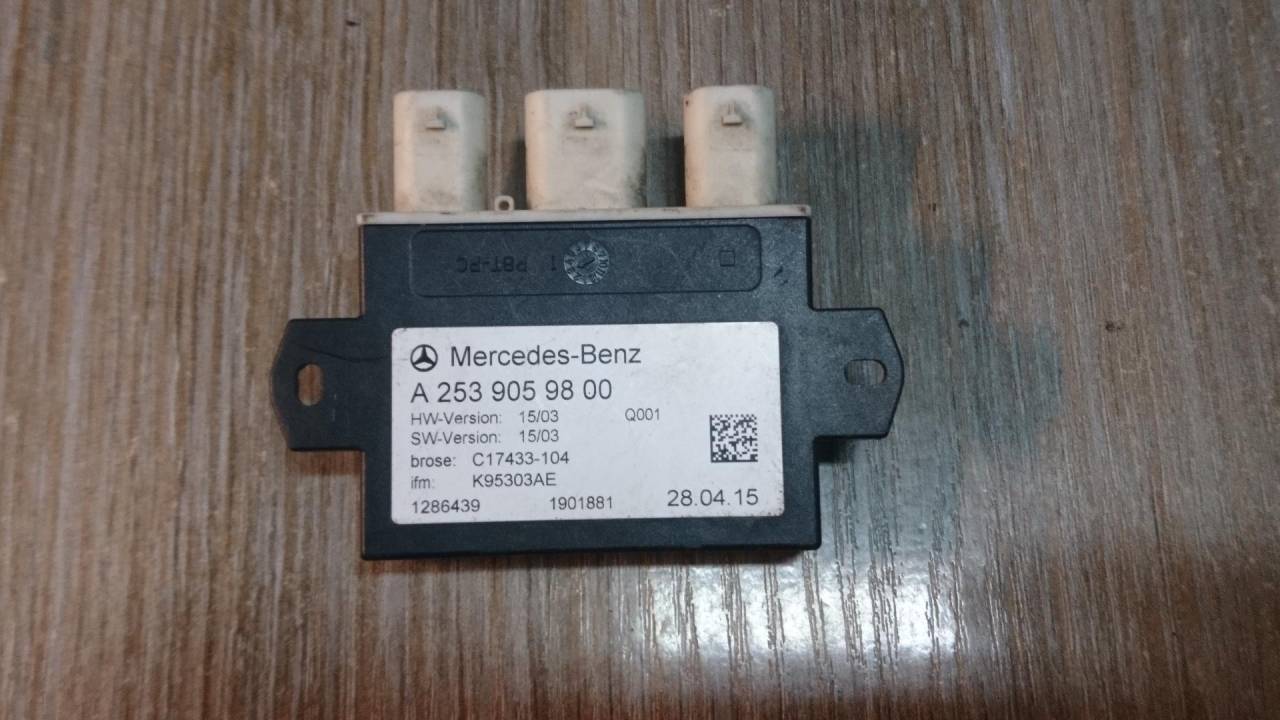 1 PBT-PC
Mercedes-Benz
A 253 905 98 00
HW-Version: 15/03 Q001
SW-Version: 15/03
brose: C17433-104
ifm: K95303AE
1286439 1901881 28.04.15